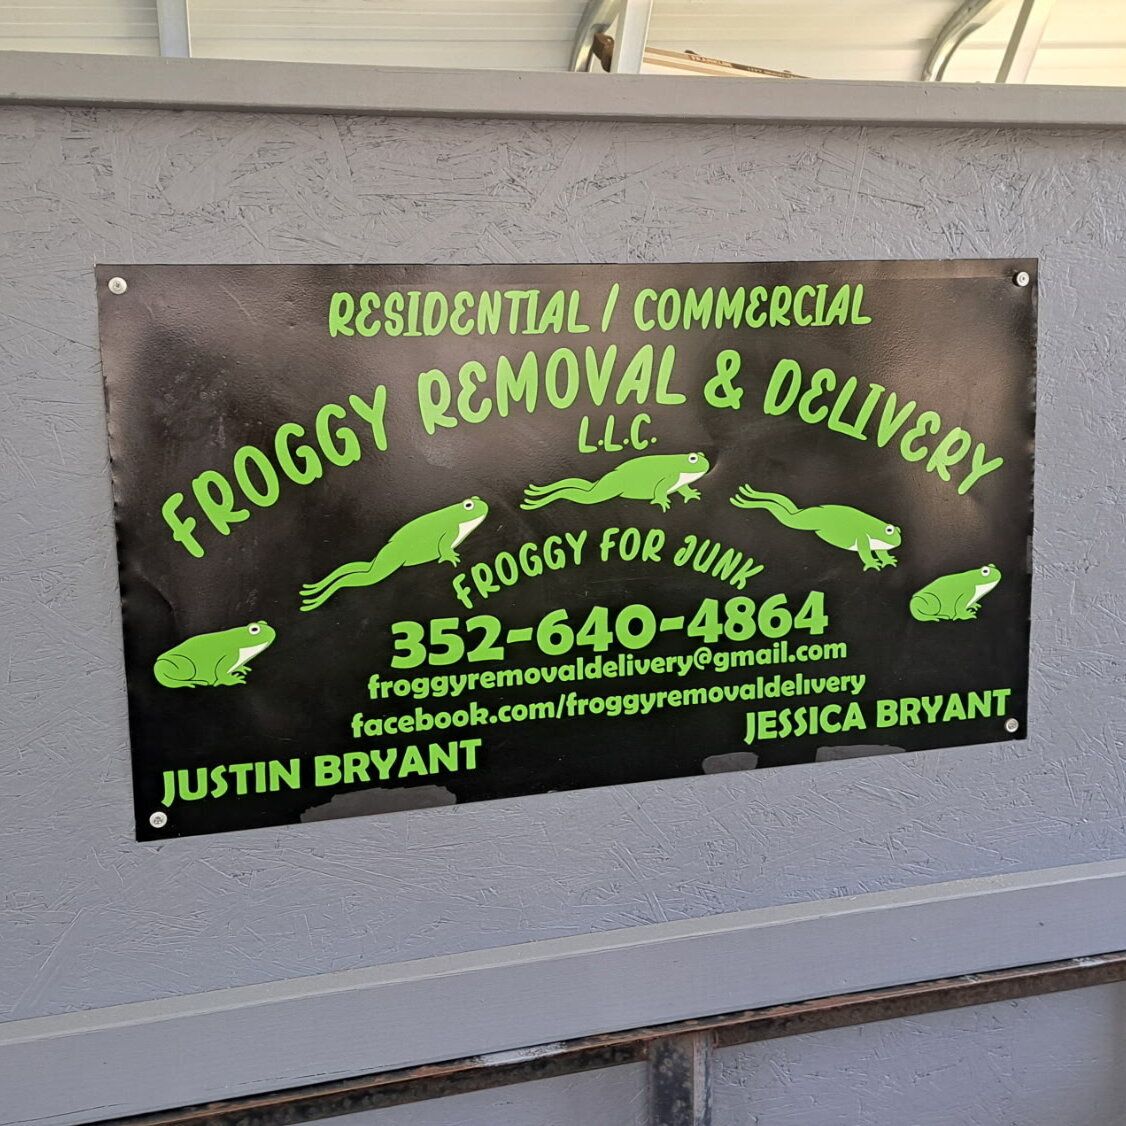 RESIDENTIAL / COMMERCIAL
FROGGY REMOVAL & DELIVERY
L.L.C.
FROGGY FOR JUNK
352-640-4864
froggyremovaldelivery@gmail.com
facebook.com/froggyremovaldelivery
JUSTIN BRYANT
JESSICA BRYANT